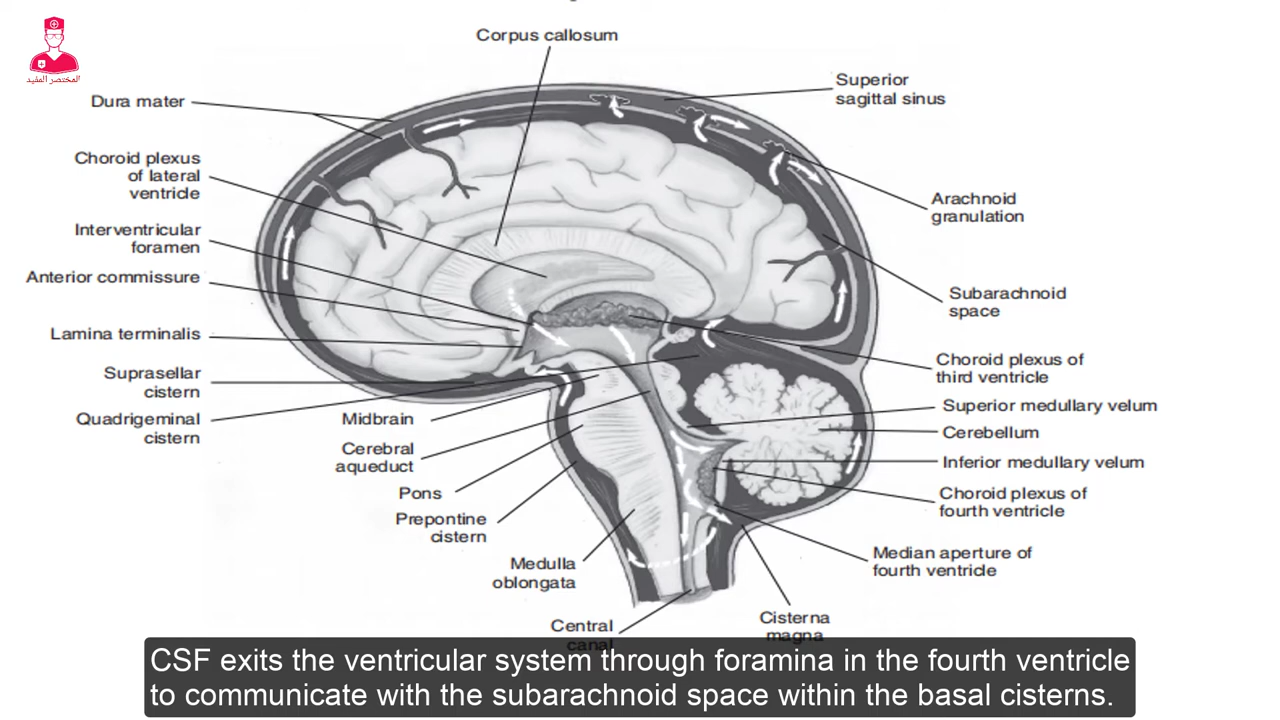 المختصر المفيد
Corpus callosum
Superior
sagittal sinus
Dura mater
Choroid plexus
of lateral
ventricle
Interventricular
foramen
Anterior commissure
Lamina terminalis
Suprasellar
cistern
Quadrigeminal
cistern
Arachnoid
granulation
Subarachnoid
space
Choroid plexus of
third ventricle
Superior medullary velum
Cerebellum
Inferior medullary velum
Choroid plexus of
fourth ventricle
Median aperture of
fourth ventricle
Midbrain
Cerebral
aqueduct
Pons
Prepontine
cistern
Medulla
oblongata
Central
canal
Cisterna
magna
CSF exits the ventricular system through foramina in the fourth ventricle
to communicate with the subarachnoid space within the basal cisterns.